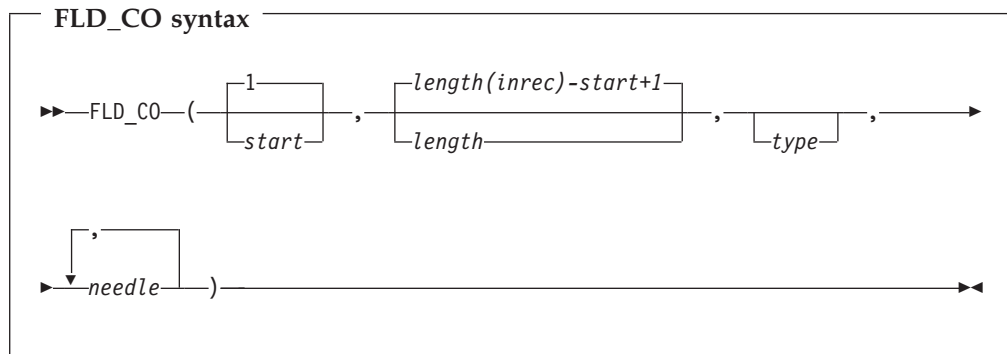 FLD_CO syntax
1 length(inrec)-start+1
FLD_CO ( , , ,
start length type
,
needle )